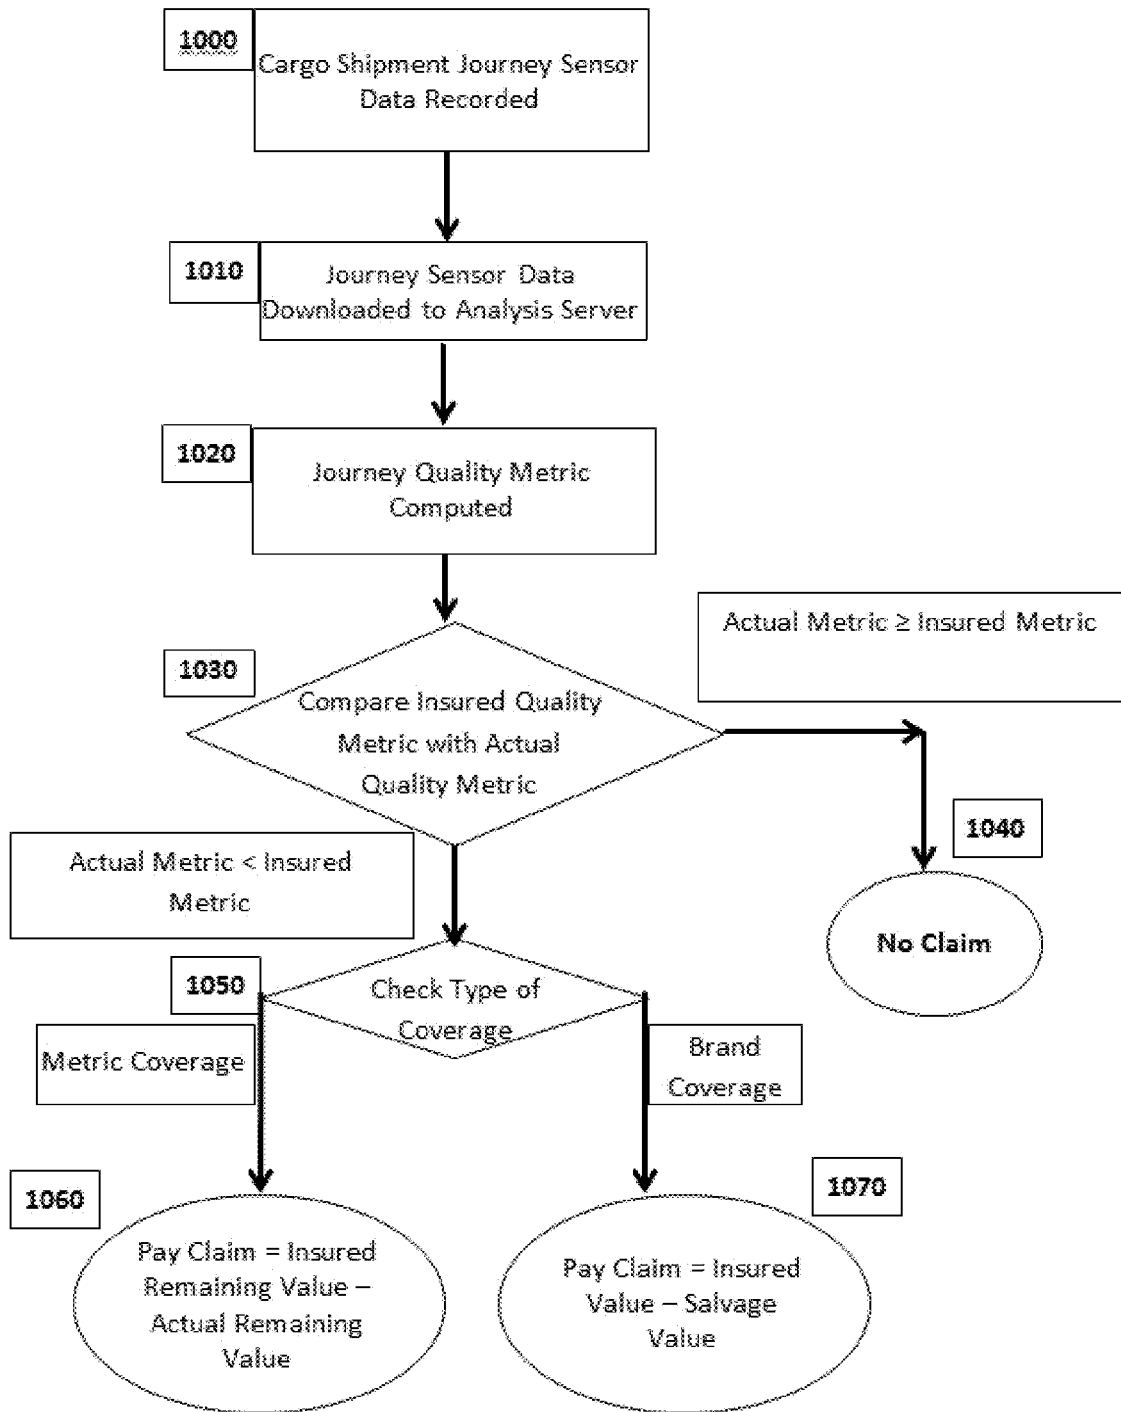 1000
Cargo Shipment Journey Sensor
Data Recorded
1010
Journey Sensor Data
Downloaded to Analysis Server
1020
Journey Quality Metric
Computed
Actual Metric ≥ Insured Metric
1030
Compare Insured Quality
Metric with Actual
Quality Metric
1040
No Claim
Actual Metric < Insured
Metric
1050
Check Type of
Coverage
Metric Coverage
Brand
Coverage
1060
Pay Claim = Insured
Remaining Value –
Actual Remaining
Value
1070
Pay Claim = Insured
Value – Salvage
Value